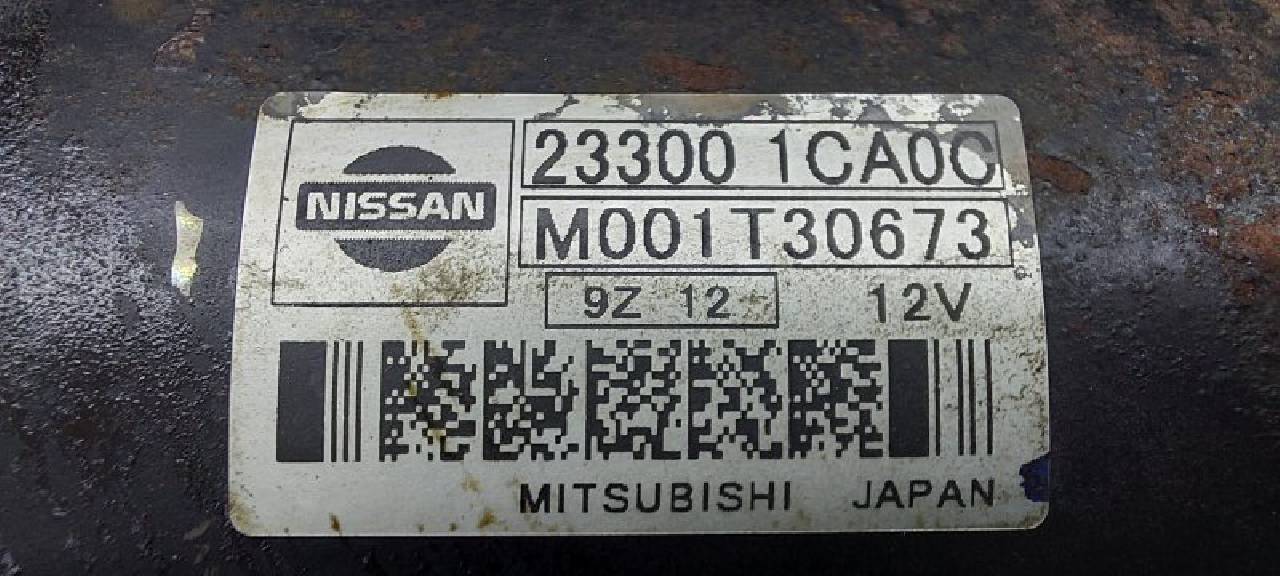 NISSAN
23300 1CA0C
M001T30673
9Z 12
12V
MITSUBISHI JAPAN